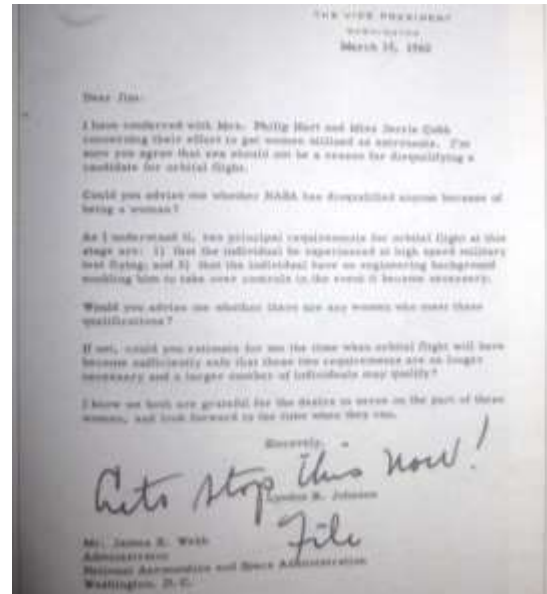 THE VICE PRESIDENT
WASHINGTON
March 15, 1962
Dear Jim:
I have conferred with Mrs. Philip Hart and Miss Jerrie Cobb
concerning their effort to get women utilized as astronauts. I'm
sure you agree that sex should not be a reason for disqualifying a
candidate for orbital flight.
Could you advise me whether NASA has disqualified anyone because of
being a woman?
As I understand it, two principal requirements for orbital flight at this
stage are: 1) that the individual be experienced at high speed military
test flying; and 2) that the individual have an engineering background
enabling him to take over controls in the event it became necessary.
Would you advise me whether there are any women who meet these
qualifications?
If not, could you estimate for me the time when orbital flight will have
become sufficiently safe that these two requirements are no longer
necessary and a larger number of individuals may qualify?
I know we both are grateful for the desire to serve on the part of these
women, and look forward to the time when they can.
Sincerely,
Lets stop this now!
Lyndon B. Johnson
File
Mr. James E. Webb
Administrator
National Aeronautics and Space Administration
Washington, D. C.